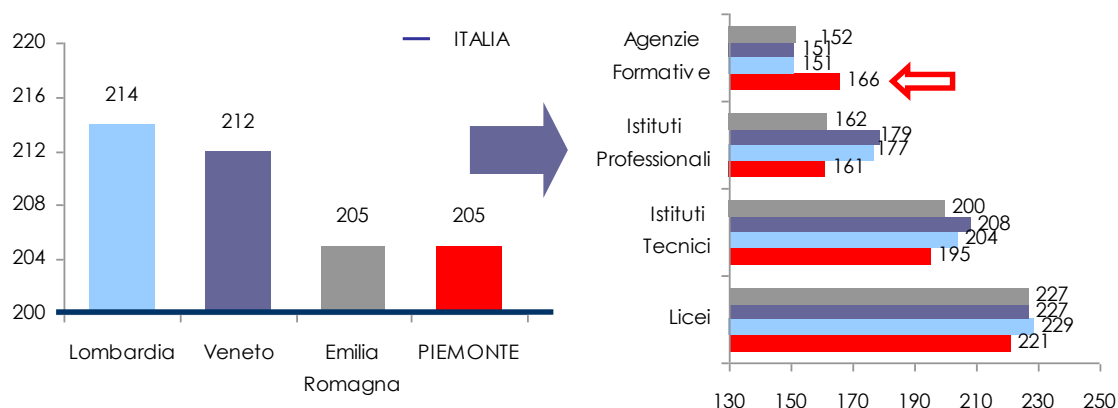 220
216
212
208
204
200
ITALIA
214
212
205
205
Lombardia
Veneto
Emilia
Romagna
PIEMONTE
Agenzie
Formativ e
152
151
151
166
Istituti
Professionali
162
179
177
161
Istituti
Tecnici
200
208
204
195
Licei
227
227
229
221
130
150
170
190
210
230
250